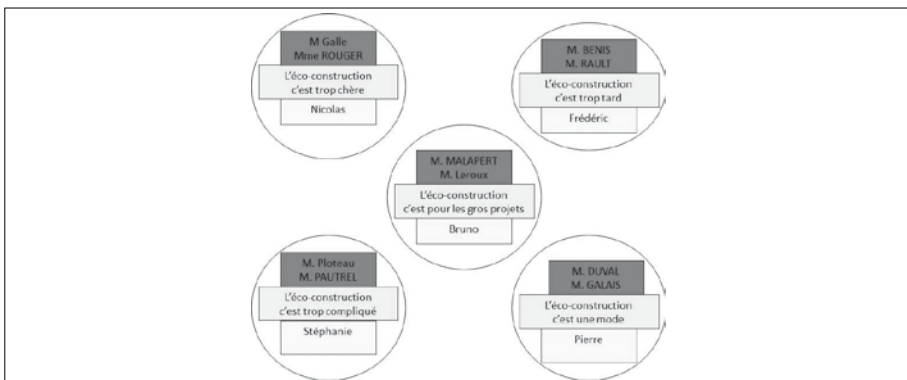 M Galle
Mme ROUGER
L'éco-construction
c'est trop chère
Nicolas
M. BENIS
M. RAULT
L'éco-construction
c'est trop tard
Frédéric
M. MALAPERT
M. Leroux
L'éco-construction
c'est pour les gros projets
Bruno
M. Ploteau
M. PAUTREL
L'éco-construction
c'est trop compliqué
Stéphanie
M. DUVAL
M. GALAIS
L'éco-construction
c'est une mode
Pierre